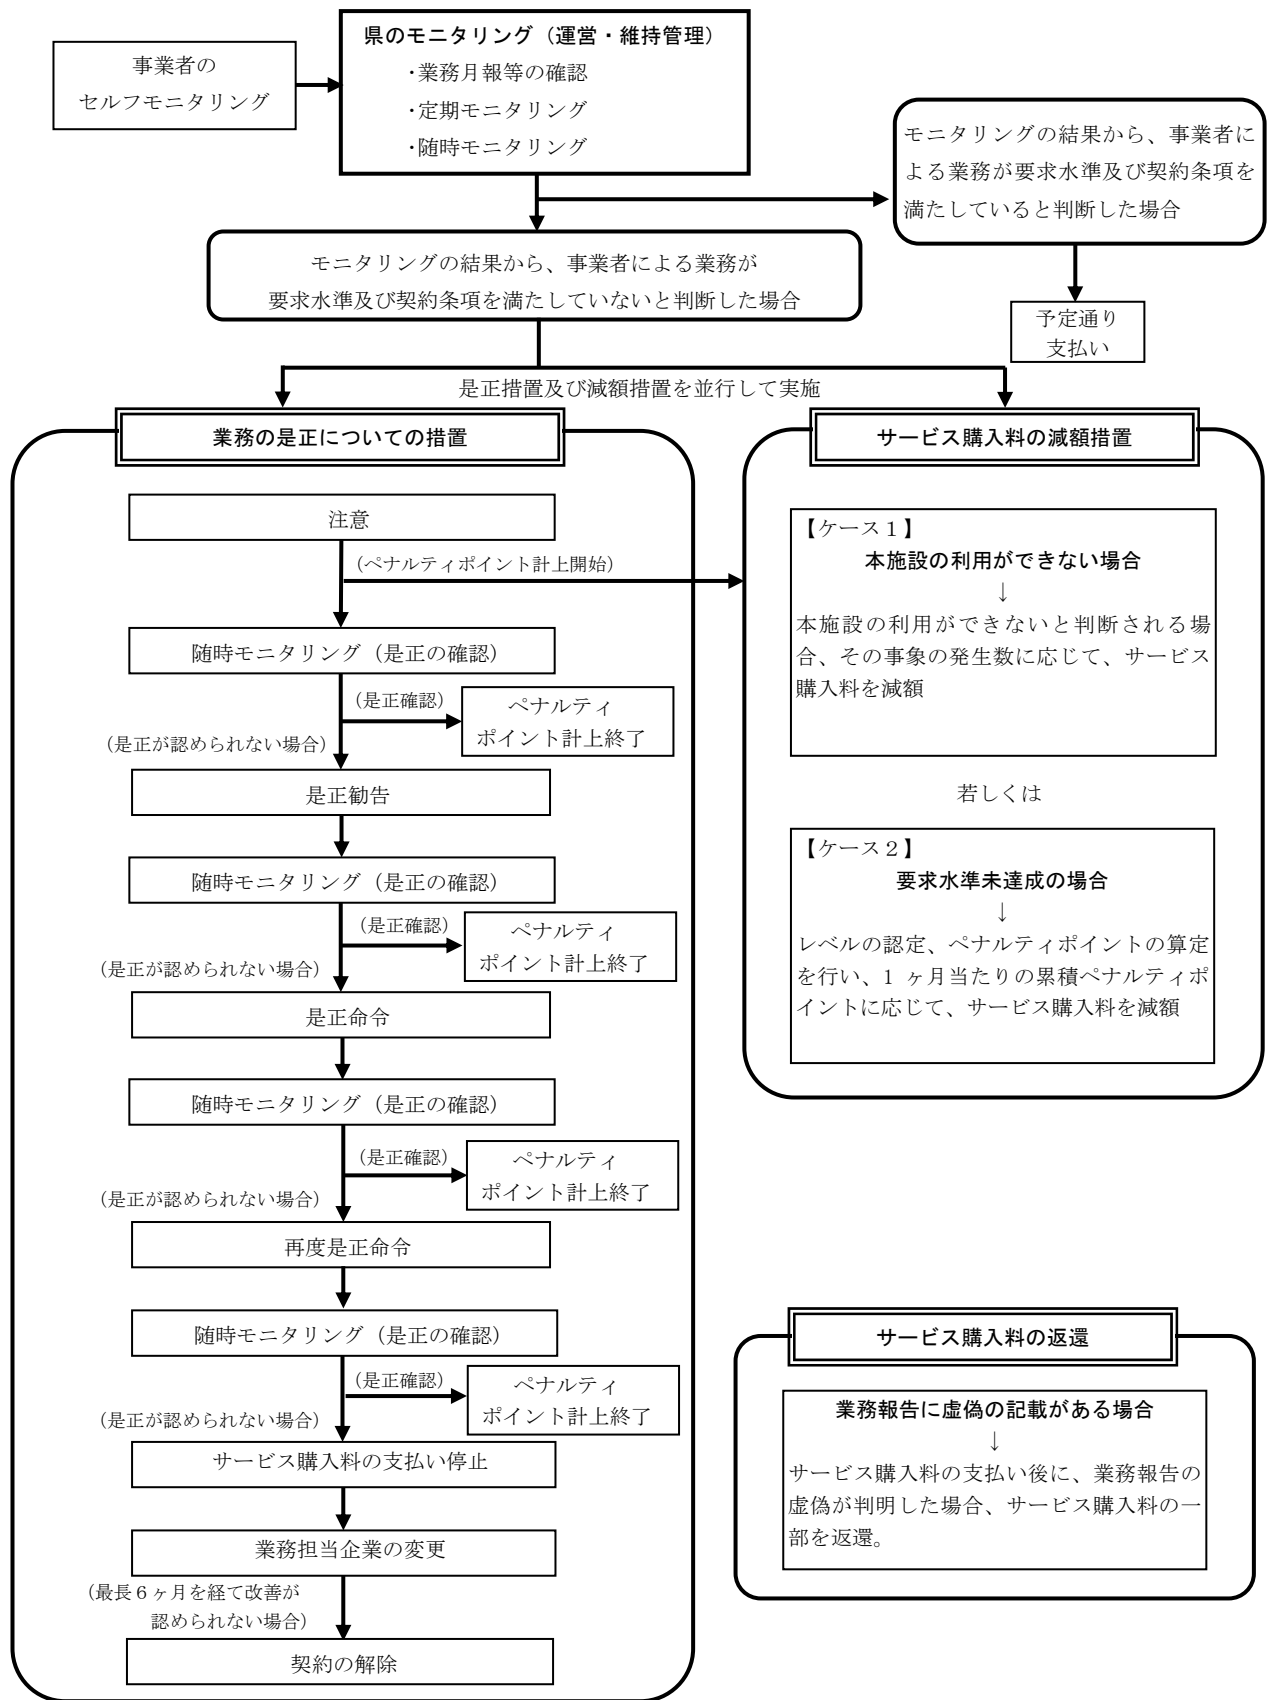 事業者の
セルフモニタリング
県のモニタリング（運営・維持管理）
・業務月報等の確認
・定期モニタリング
・随時モニタリング
モニタリングの結果から、事業者に
よる業務が要求水準及び契約条項を
満たしていると判断した場合
モニタリングの結果から、事業者による業務が
要求水準及び契約条項を満たしていないと判断した場合
予定通り
支払い
是正措置及び減額措置を並行して実施
業務の是正についての措置
注意
（ペナルティポイント計上開始）
随時モニタリング（是正の確認）
（是正確認）
ペナルティ
ポイント計上終了
（是正が認められない場合）
是正勧告
随時モニタリング（是正の確認）
（是正確認）
ペナルティ
ポイント計上終了
（是正が認められない場合）
是正命令
随時モニタリング（是正の確認）
（是正確認）
ペナルティ
ポイント計上終了
（是正が認められない場合）
再度是正命令
随時モニタリング（是正の確認）
（是正確認）
ペナルティ
ポイント計上終了
（是正が認められない場合）
サービス購入料の支払い停止
業務担当企業の変更
（最長６ヶ月を経て改善が
認められない場合）
契約の解除
サービス購入料の減額措置
【ケース１】
本施設の利用ができない場合
↓
本施設の利用ができないと判断される場
合、その事象の発生数に応じて、サービス
購入料を減額
若しくは
【ケース２】
要求水準未達成の場合
↓
レベルの認定、ペナルティポイントの算定
を行い、1 ヶ月当たりの累積ペナルティポ
イントに応じて、サービス購入料を減額
サービス購入料の返還
業務報告に虚偽の記載がある場合
↓
サービス購入料の支払い後に、業務報告の
虚偽が判明した場合、サービス購入料の一
部を返還。